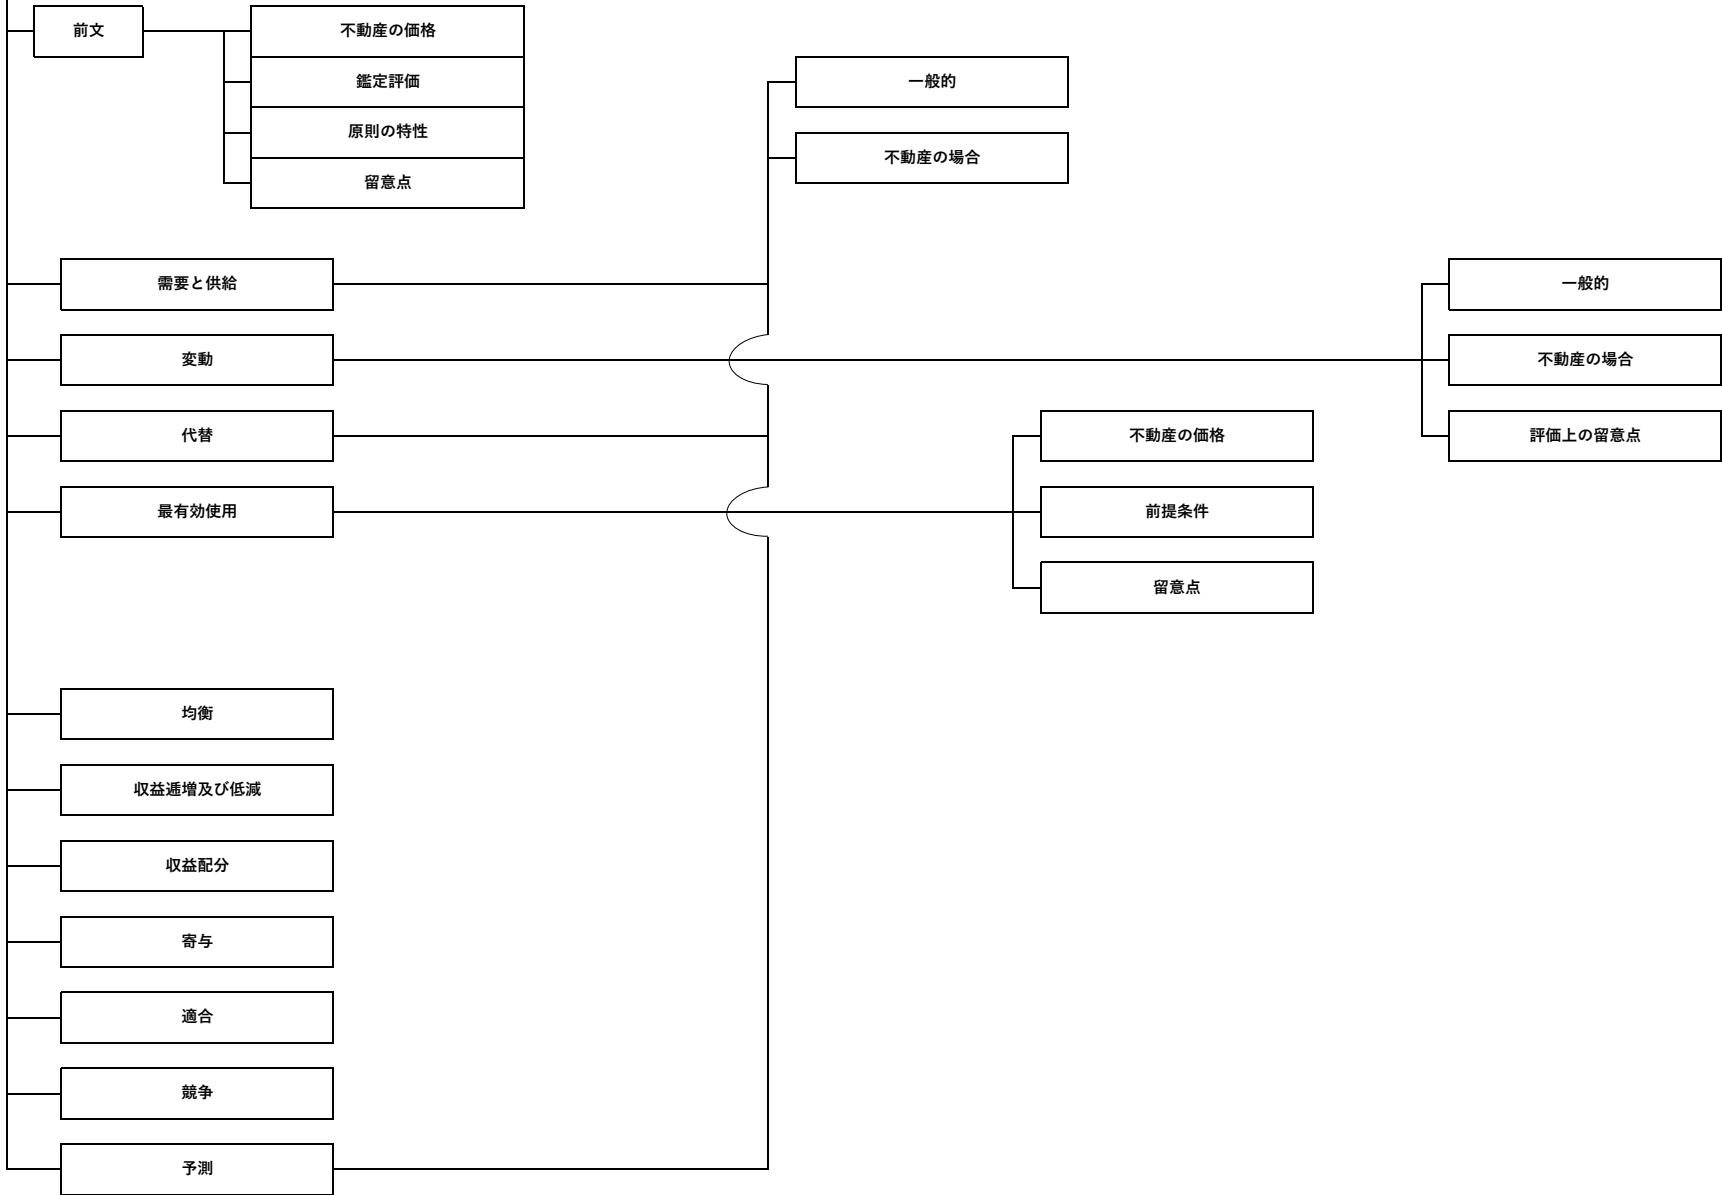 前文
不動産の価格
鑑定評価
原則の特性
留意点
一般的
不動産の場合
需要と供給
一般的
変動
不動産の場合
代替
不動産の価格
評価上の留意点
最有効使用
前提条件
留意点
均衡
収益逓増及び低減
収益配分
寄与
適合
競争
予測